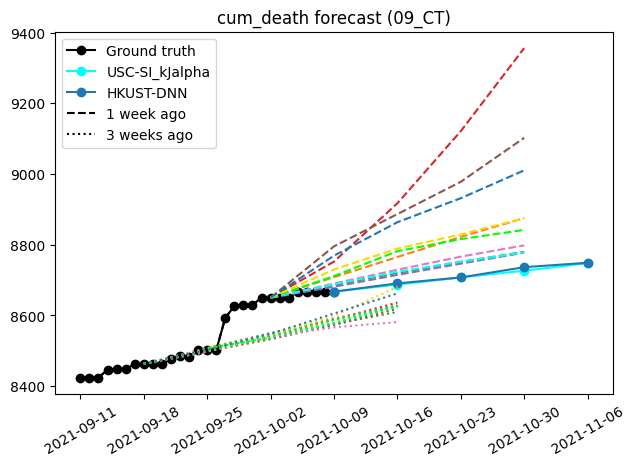 cum_death forecast (09_CT)
9400
9200
9000
8800
8600
8400
Ground truth
USC-SI_kJalpha
HKUST-DNN
1 week ago
3 weeks ago
2021-09-11
2021-09-18
2021-09-25
2021-10-02
2021-10-09
2021-10-16
2021-10-23
2021-10-30
2021-11-06